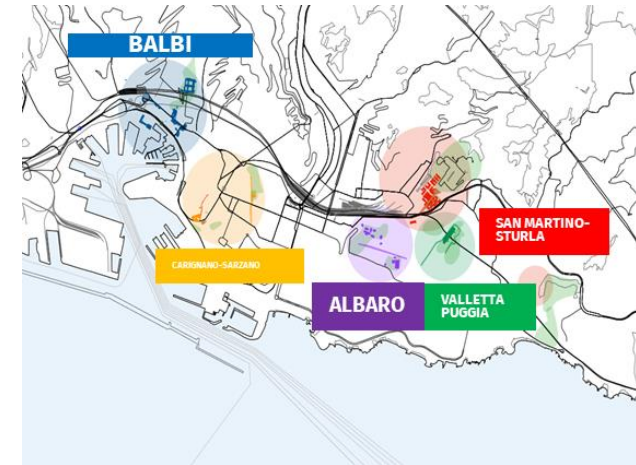 BALBI
CARIGNANO-SARZANO
SAN MARTINO-
STURLA
ALBARO
VALLETTA
PUGGIA